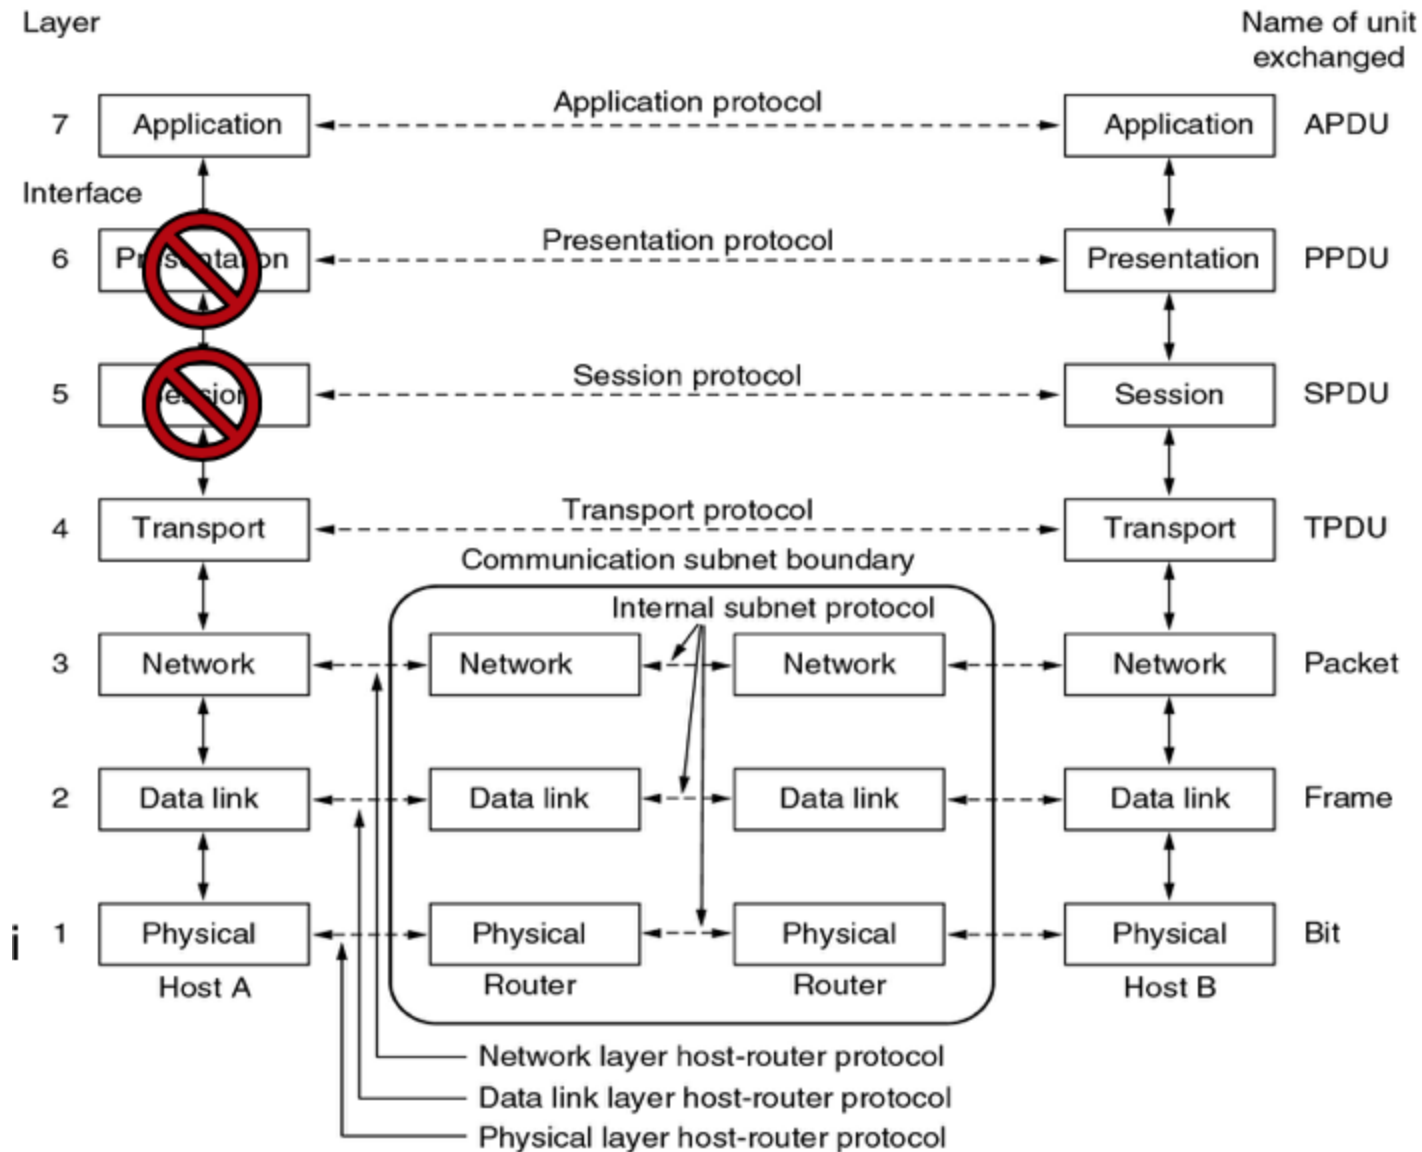 Layer
Name of unit
exchanged
7 Application Application protocol Application APDU
Interface
6 Presentation Presentation protocol Presentation PPDU
5 Session Session protocol Session SPDU
4 Transport Transport protocol Transport TPDU
Communication subnet boundary
Internal subnet protocol
3 Network Network Network Network Packet
2 Data link Data link Data link Data link Frame
i 1 Physical Physical Physical Physical Bit
Host A Router Router Host B
Network layer host-router protocol
Data link layer host-router protocol
Physical layer host-router protocol